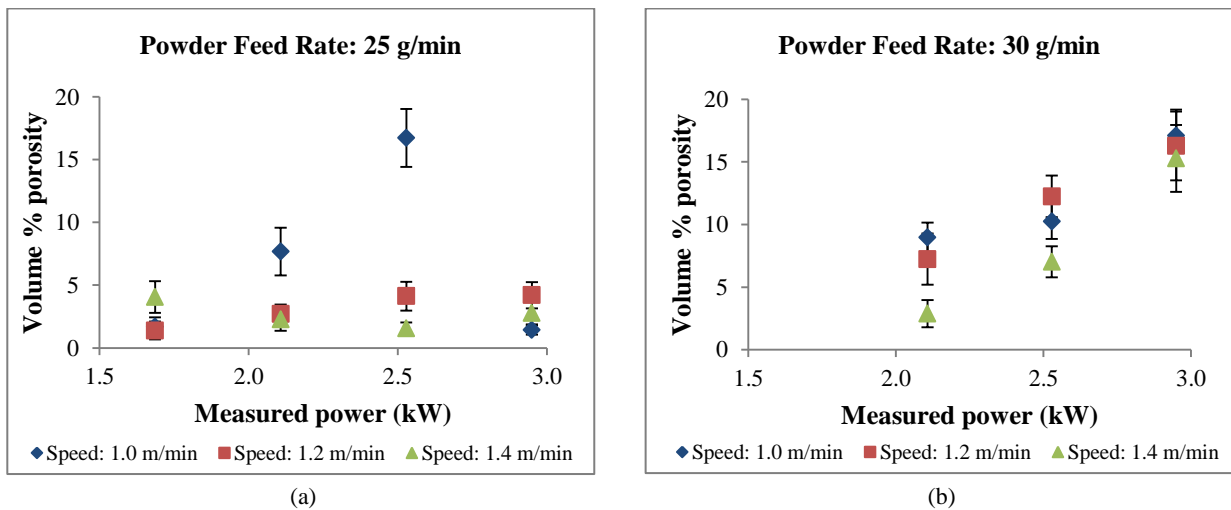 Powder Feed Rate: 25 g/min
20
15
10
5
0
1.5 2.0 2.5 3.0
Volume % porosity
Measured power (kW)
Speed: 1.0 m/min Speed: 1.2 m/min Speed: 1.4 m/min
(a)
Powder Feed Rate: 30 g/min
20
15
10
5
0
1.5 2.0 2.5 3.0
Volume % porosity
Measured power (kW)
Speed: 1.0 m/min Speed: 1.2 m/min Speed: 1.4 m/min
(b)